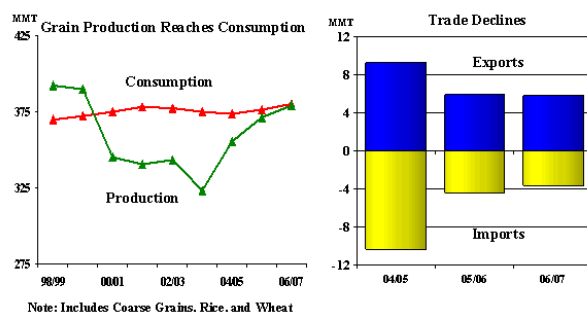 MMT
Grain Production Reaches Consumption
425
375
325
275
Consumption
Production
98/99
00/01
02/03
04/05
06/07
Note: Includes Coarse Grains, Rice, and Wheat
MMT
Trade Declines
12
8
4
0
-4
-8
-12
Exports
Imports
04/05
05/06
06/07